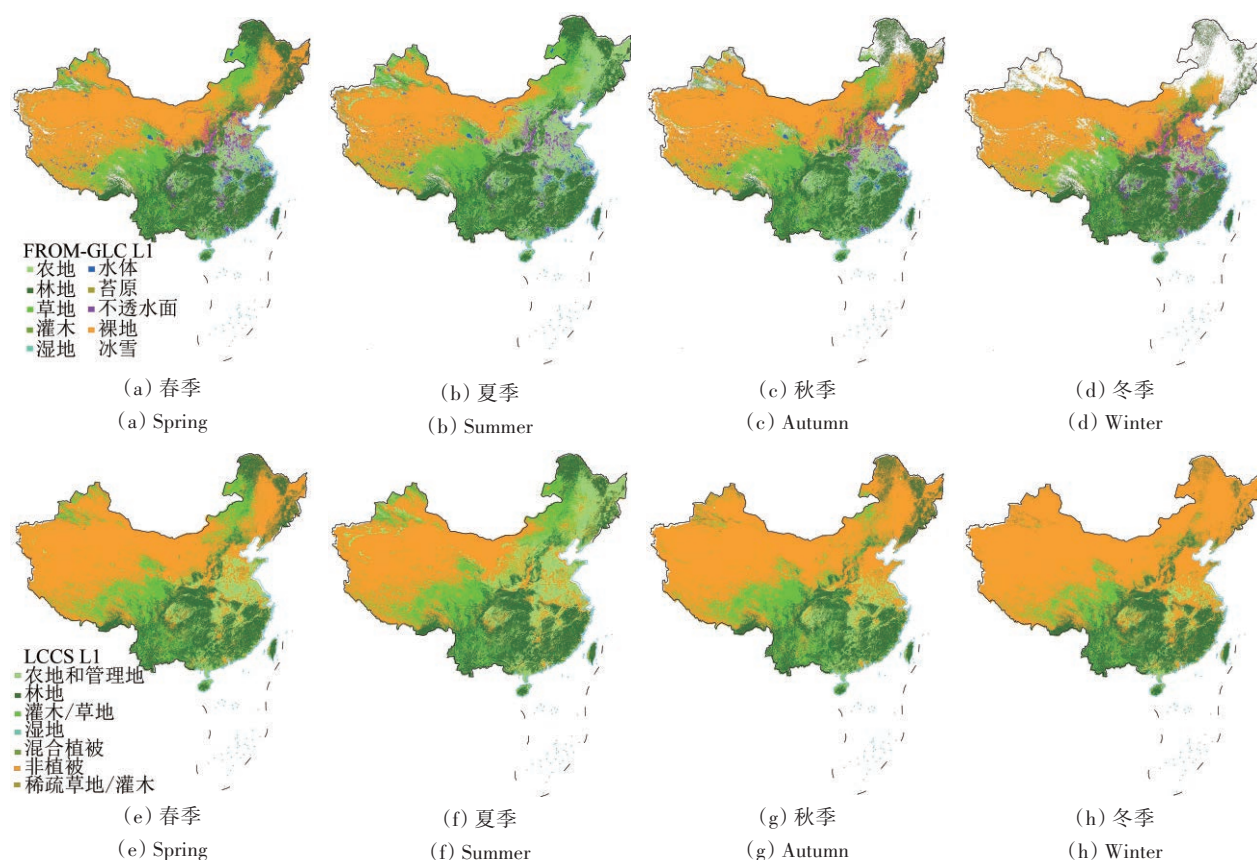 FROM-GLC L1
农地 水体
林地 苔原
草地 不透水面
灌木 裸地
湿地 冰雪
(a) 春季 (b) 夏季 (c) 秋季 (d) 冬季
(a) Spring (b) Summer (c) Autumn (d) Winter
LCCS L1
农地和管理地
林地
灌木/草地
湿地
混合植被
非植被
稀疏草地/灌木
(e) 春季 (f) 夏季 (g) 秋季 (h) 冬季
(e) Spring (f) Summer (g) Autumn (h) Winter